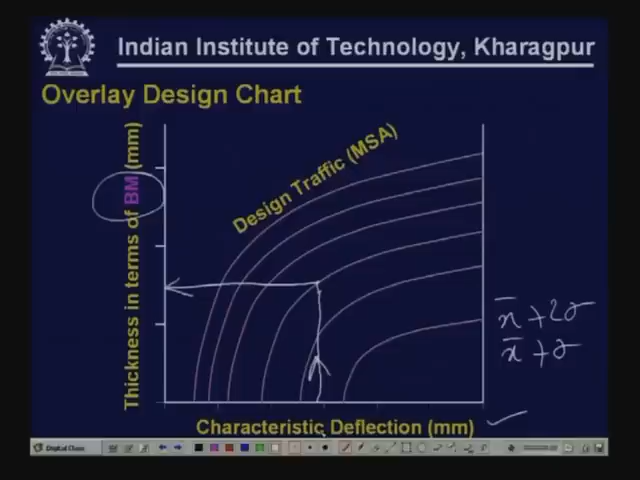 Indian Institute of Technology, Kharagpur
Overlay Design Chart
Thickness in terms of BM (mm)
Design Traffic (MSA)
x̄ + 2σ
x̄ + σ
Characteristic Deflection (mm)